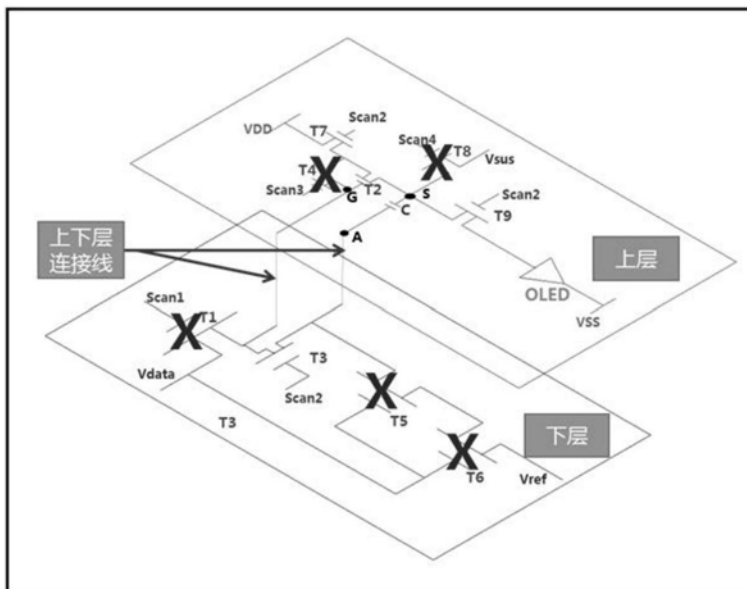 Scan2
VDD
T7
Scan4
T8
Vsus
T4
Scan3
G
T2
S
C
Scan2
T9
A
上下层
连接线
上层
OLED
VSS
Scan1
T1
Vdata
T3
Scan2
T3
T5
下层
T6
Vref